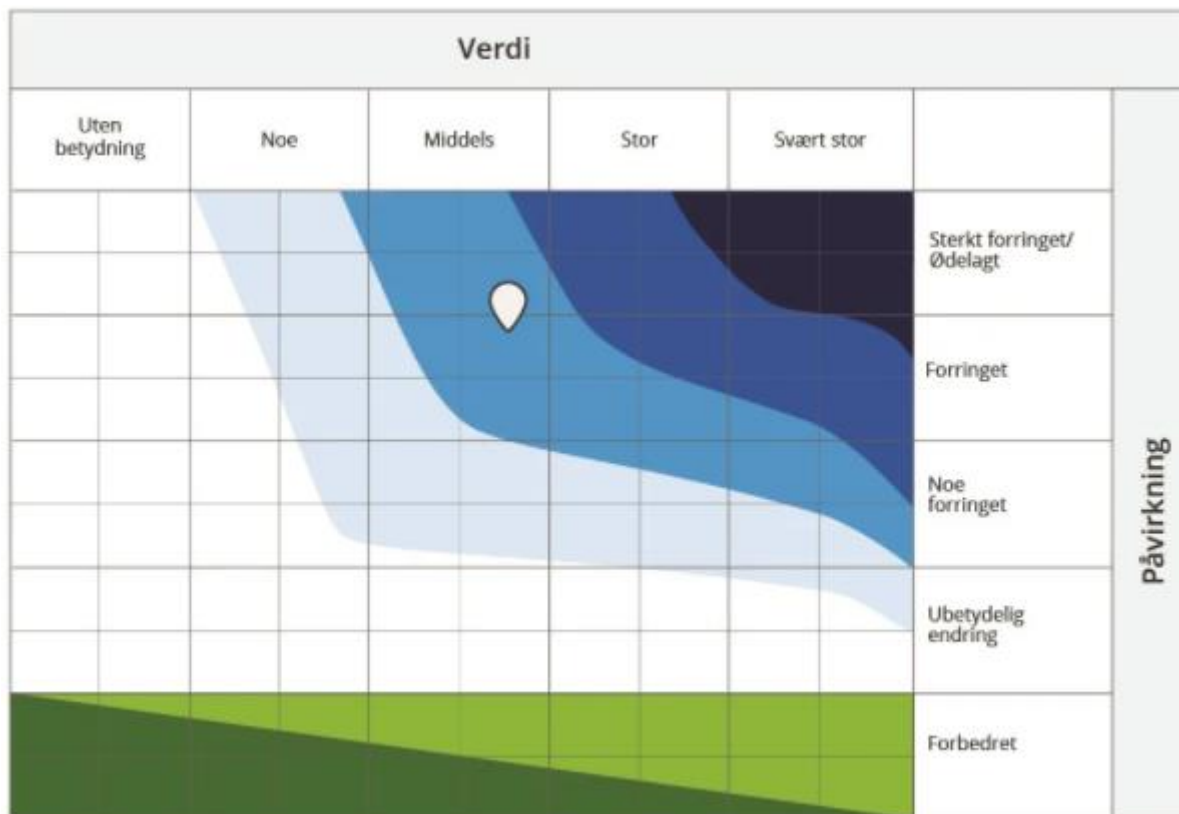 Verdi
Uten
betydning
Noe
Middels
Stor
Svært stor
Sterkt forringet/
Ødelagt
Forringet
Noe
forringet
Ubetydelig
endring
Forbedret
Påvirkning